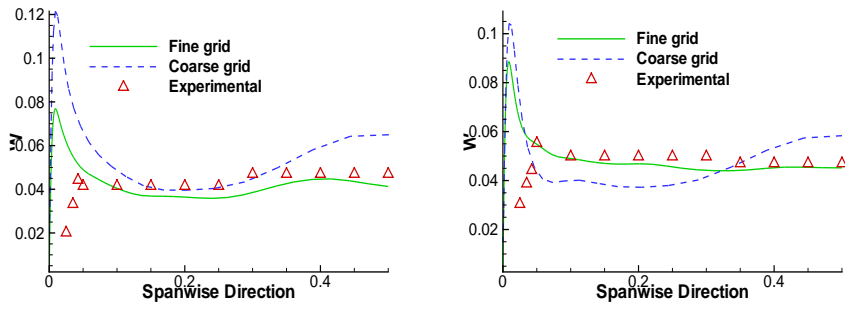 0.12
0.1
0.08
0.06
0.04
0.02
W
Fine grid
Coarse grid
Experimental
0
0.2
0.4
Spanwise Direction
0.1
0.08
0.06
0.04
0.02
W
Fine grid
Coarse grid
Experimental
0
0.2
0.4
Spanwise Direction